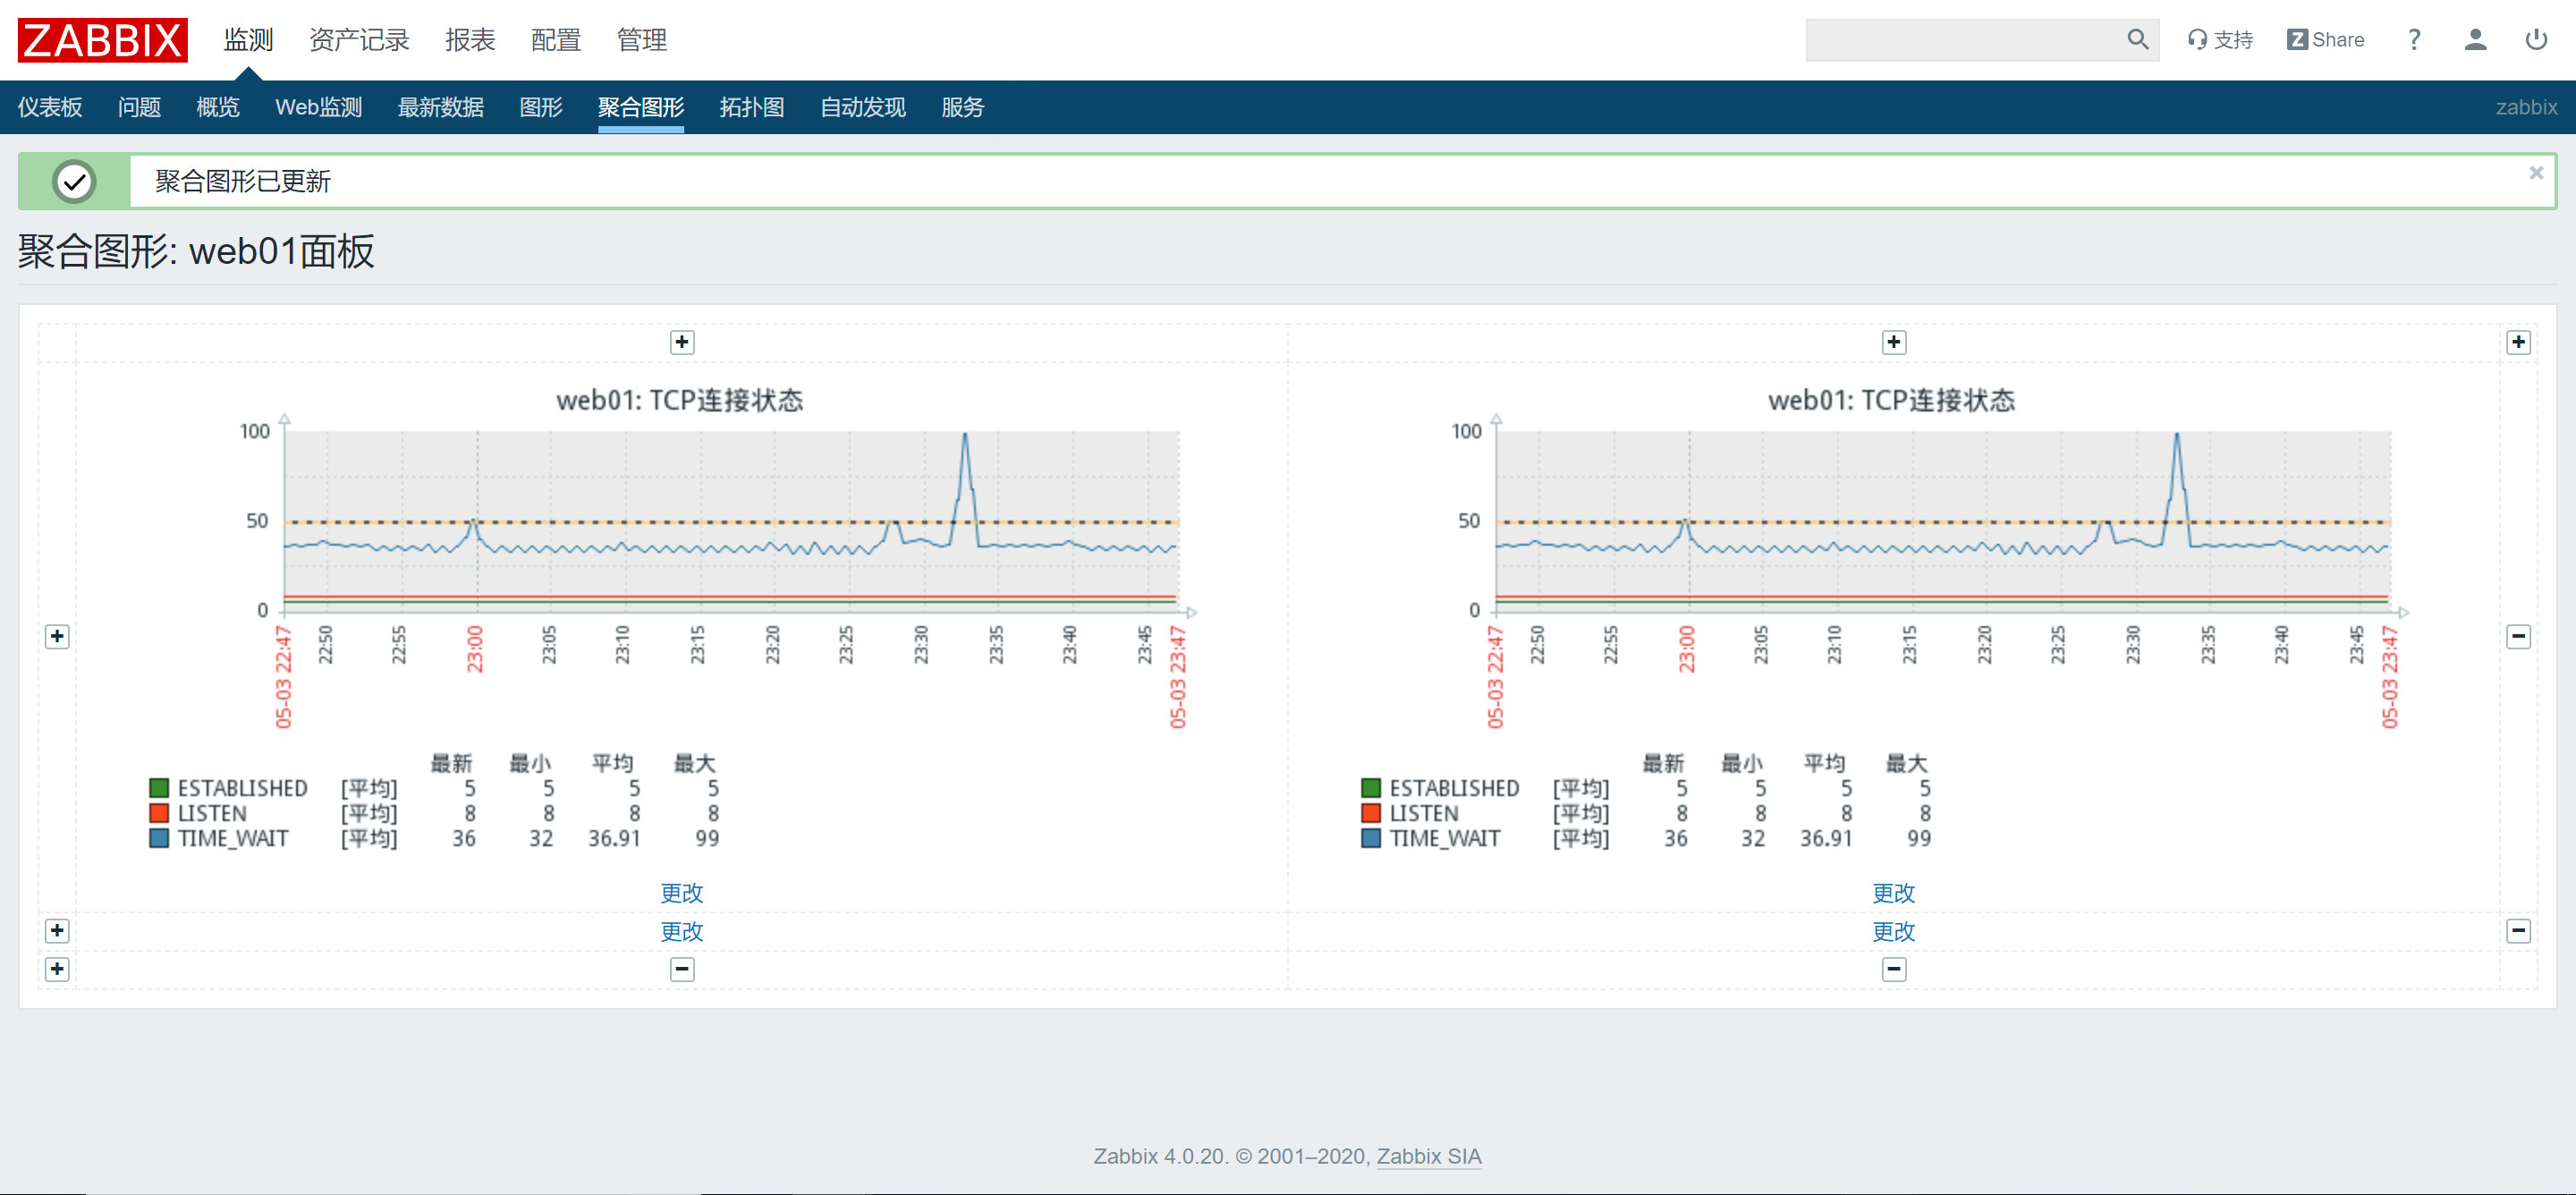 ZABBIX 监测 资产记录 报表 配置 管理 支持 Z Share ?
仪表板 问题 概览 Web监测 最新数据 图形 聚合图形 拓扑图 自动发现 服务 zabbix
聚合图形已更新
聚合图形: web01面板
web01: TCP连接状态
100
50
0
05-03 22:47 22:50 22:55 23:00 23:05 23:10 23:15 23:20 23:25 23:30 23:35 23:40 23:45 05-03 23:47
最新 最小 平均 最大
ESTABLISHED [平均] 5 5 5 5
LISTEN [平均] 8 8 8 8
TIME_WAIT [平均] 36 32 36.91 99
更改
web01: TCP连接状态
100
50
0
05-03 22:47 22:50 22:55 23:00 23:05 23:10 23:15 23:20 23:25 23:30 23:35 23:40 23:45 05-03 23:47
最新 最小 平均 最大
ESTABLISHED [平均] 5 5 5 5
LISTEN [平均] 8 8 8 8
TIME_WAIT [平均] 36 32 36.91 99
更改
更改 更改
Zabbix 4.0.20. © 2001–2020, Zabbix SIA